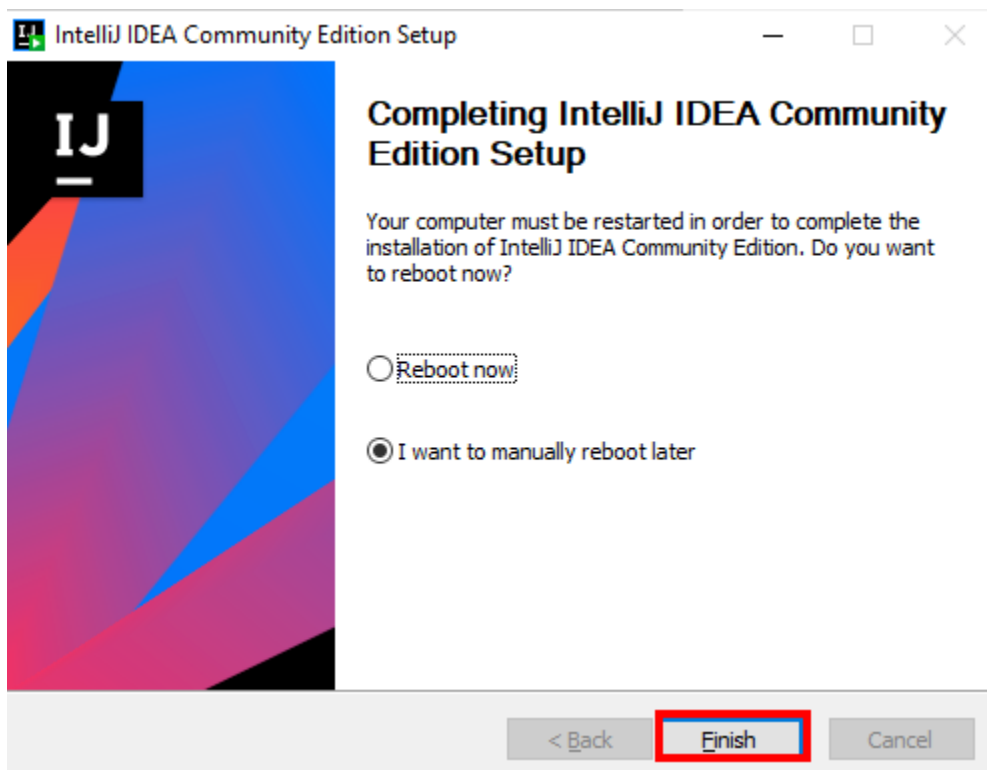 IntelliJ IDEA Community Edition Setup
IJ
Completing IntelliJ IDEA Community
Edition Setup
Your computer must be restarted in order to complete the
installation of IntelliJ IDEA Community Edition. Do you want
to reboot now?
Reboot now
I want to manually reboot later
< Back Finish Cancel